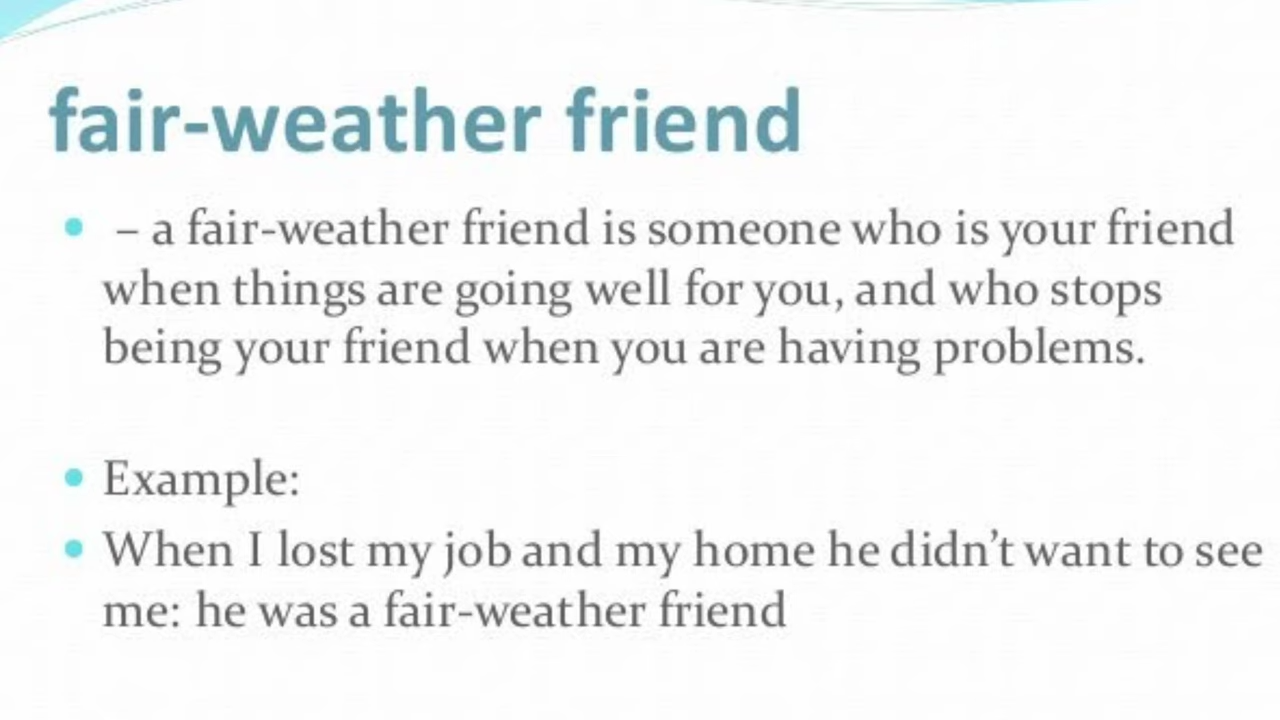 fair-weather friend
• – a fair-weather friend is someone who is your friend
when things are going well for you, and who stops
being your friend when you are having problems.
• Example:
• When I lost my job and my home he didn’t want to see
me: he was a fair-weather friend